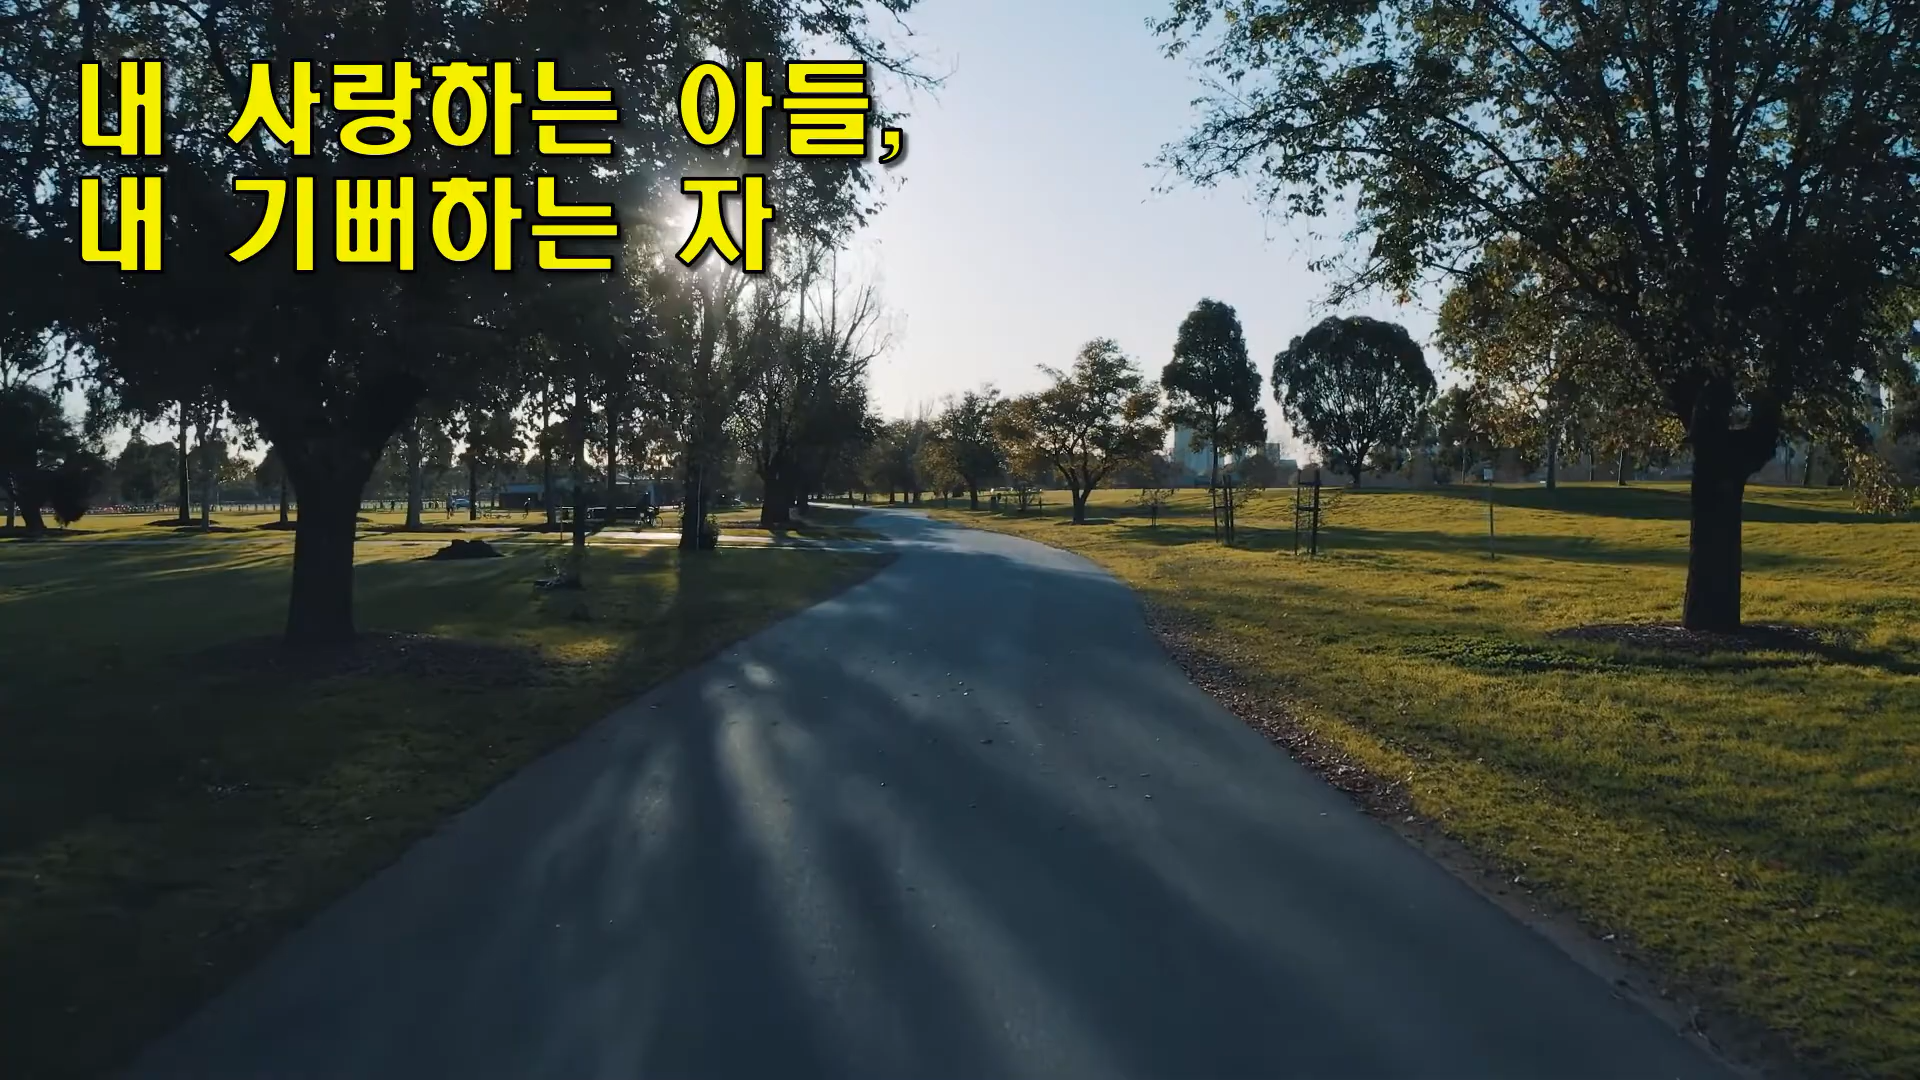 내 사랑하는 아들,
내 기뻐하는 자